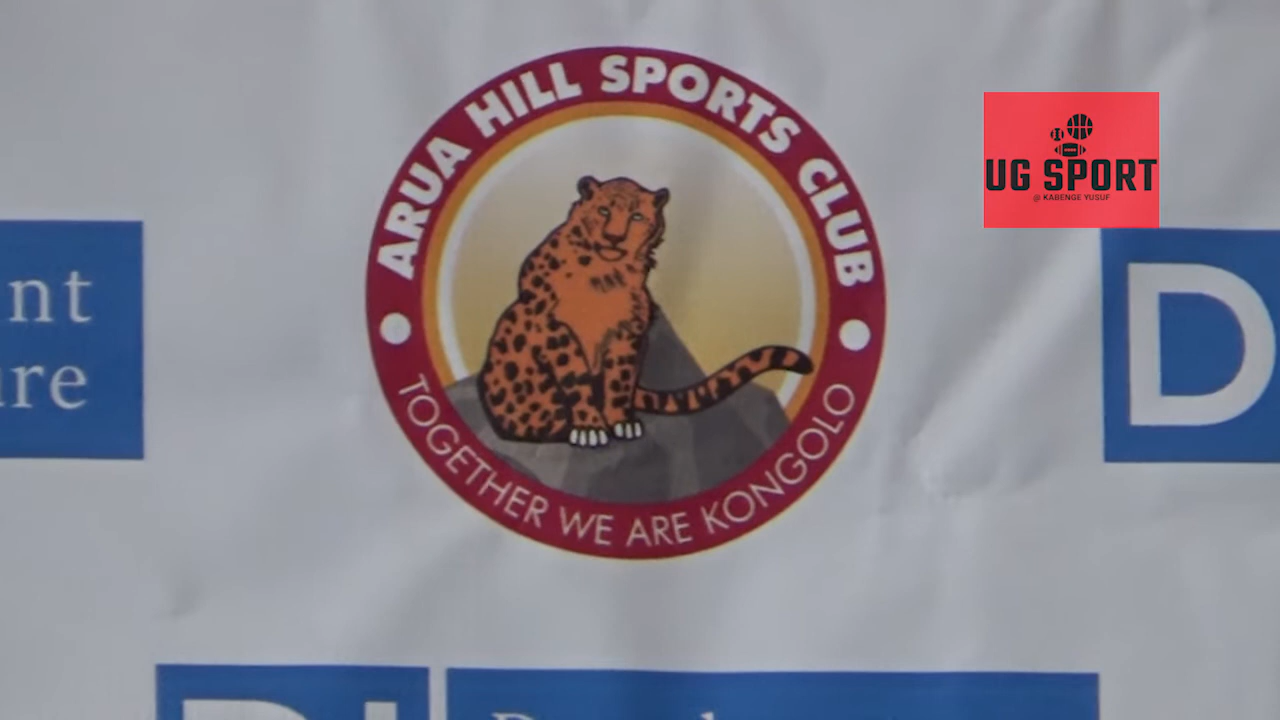 ARUA HILL SPORTS CLUB
TOGETHER WE ARE KONGOLO
UG SPORT
@ KABENGE YUSUF
nt
re
D